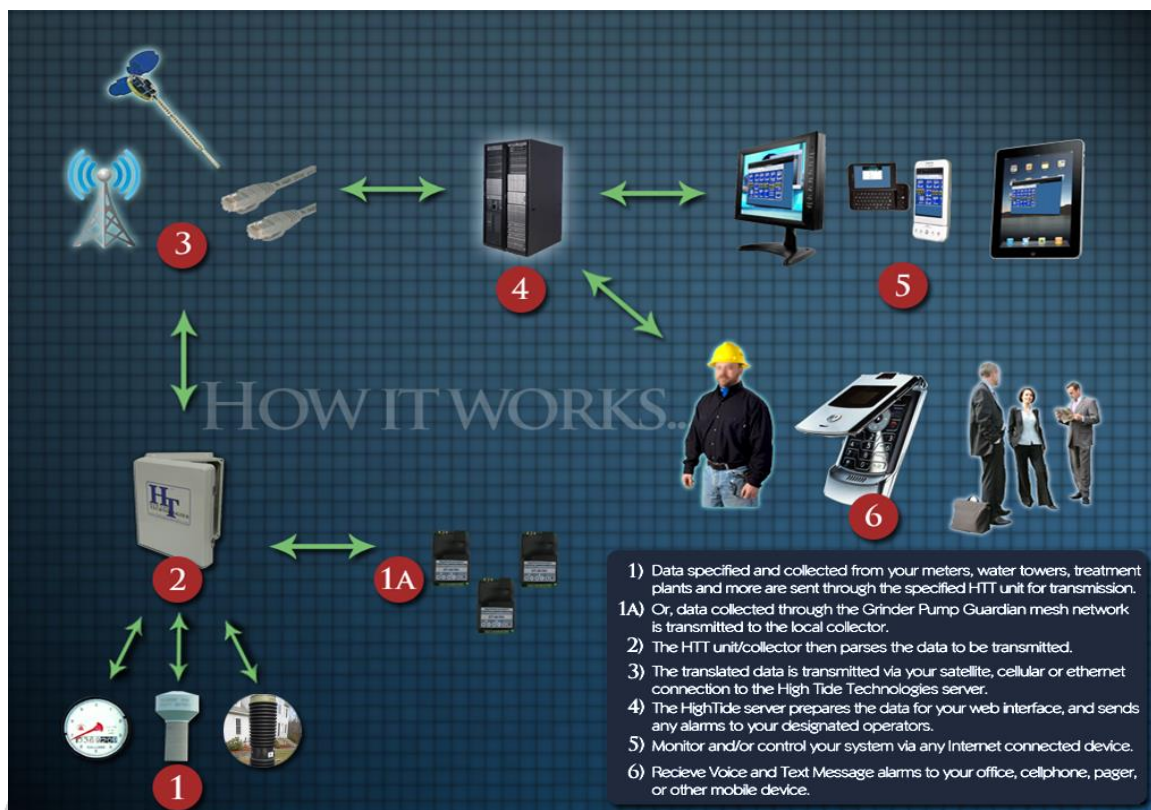 3
4
5
HOW IT WORKS..
HT
2
1A
6
1
1) Data specified and collected from your meters, water towers, treatment
plants and more are sent through the specified HTT unit for transmission.
1A) Or, data collected through the Grinder Pump Guardian mesh network
is transmitted to the local collector.
2) The HTT unit/collector then parses the data to be transmitted.
3) The translated data is transmitted via your satellite, cellular or ethernet
connection to the High Tide Technologies server.
4) The HighTide server prepares the data for your web interface, and sends
any alarms to your designated operators.
5) Monitor and/or control your system via any Internet connected device.
6) Recieve Voice and Text Message alarms to your office, cellphone, pager,
or other mobile device.